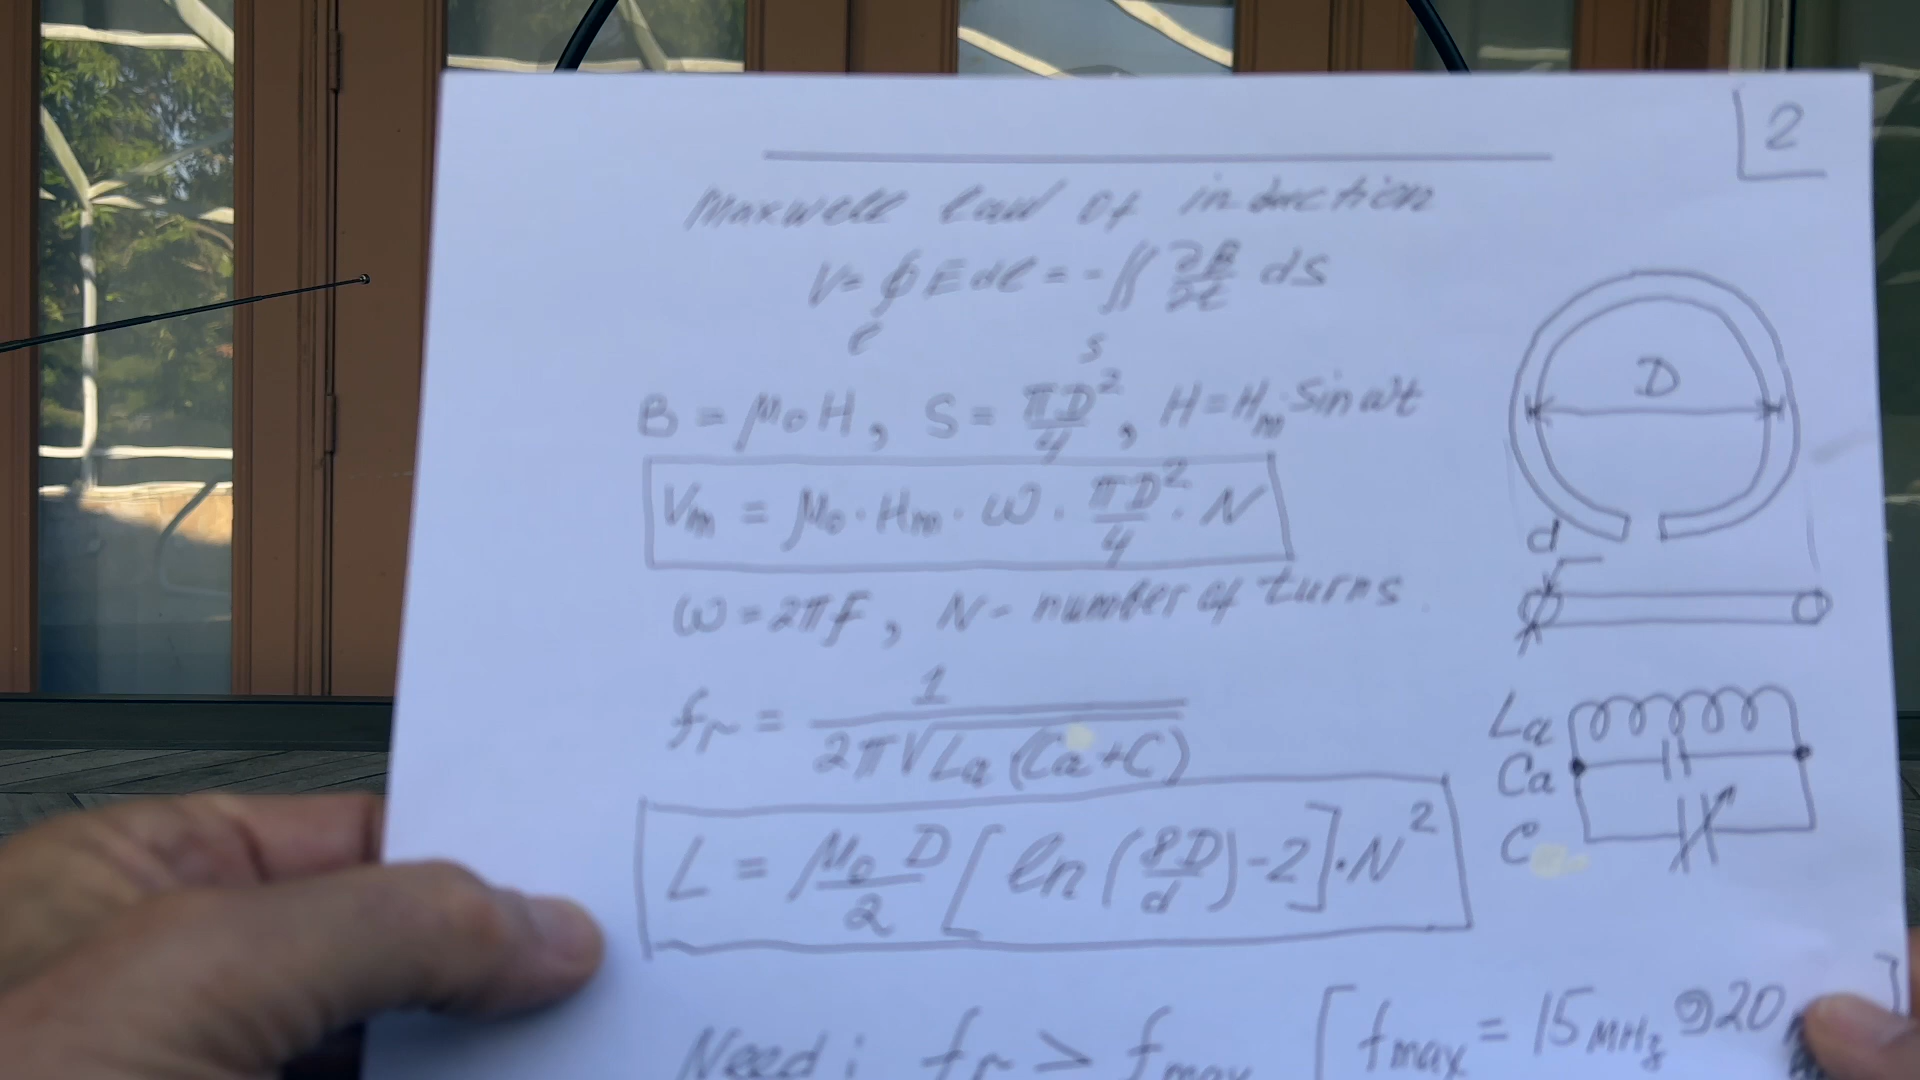 2
Maxwell law of induction
V = ∮ E dl = - ∬ ∂B/∂t ds
l s
B = μ₀H, S = πD²/4, H = Hₘ Sin ωt
Vₘ = μ₀ · Hₘ · ω · πD²/4 · N
ω = 2πf, N - number of turns
fr = 1/(2π√(La (Ca + C)))
L = μ₀D/2 [ln(8D/d) - 2] · N²
Need: fr > fmax [fmax = 15 MHz @20
D
d
La
Ca
C